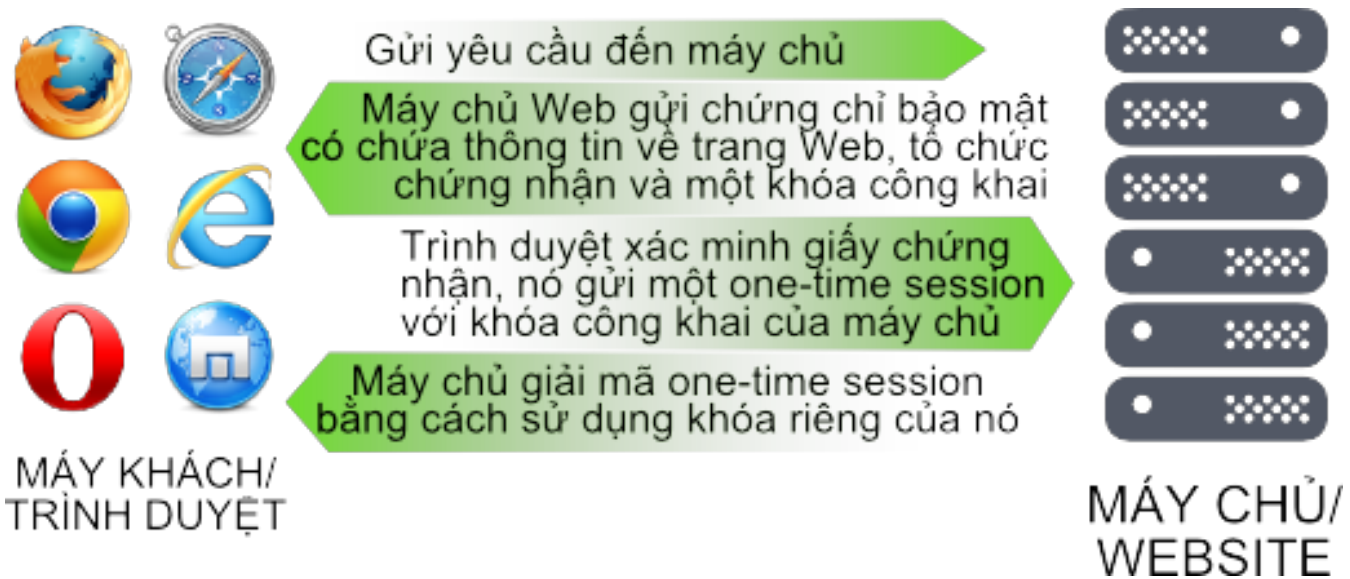 Gửi yêu cầu đến máy chủ
Máy chủ Web gửi chứng chỉ bảo mật
có chứa thông tin về trang Web, tổ chức
chứng nhận và một khóa công khai
Trình duyệt xác minh giấy chứng
nhận, nó gửi một one-time session
với khóa công khai của máy chủ
Máy chủ giải mã one-time session
bằng cách sử dụng khóa riêng của nó
MÁY KHÁCH/
TRÌNH DUYỆT
MÁY CHỦ/
WEBSITE